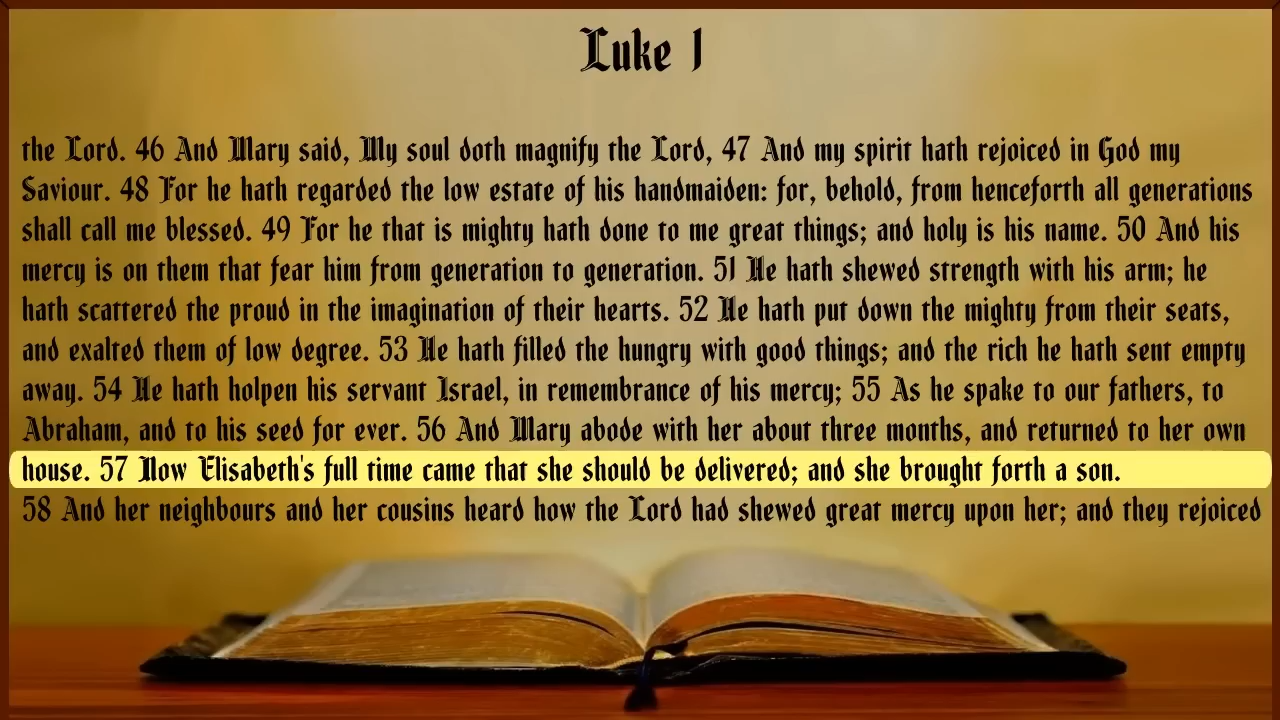 Luke 1
the Lord. 46 And Mary said, My soul doth magnify the Lord, 47 And my spirit hath rejoiced in God my
Saviour. 48 For he hath regarded the low estate of his handmaiden: for, behold, from henceforth all generations
shall call me blessed. 49 For he that is mighty hath done to me great things; and holy is his name. 50 And his
mercy is on them that fear him from generation to generation. 51 He hath shewed strength with his arm; he
hath scattered the proud in the imagination of their hearts. 52 He hath put down the mighty from their seats,
and exalted them of low degree. 53 He hath filled the hungry with good things; and the rich he hath sent empty
away. 54 He hath holpen his servant Israel, in remembrance of his mercy; 55 As he spake to our fathers, to
Abraham, and to his seed for ever. 56 And Mary abode with her about three months, and returned to her own
house. 57 Now Elisabeth's full time came that she should be delivered; and she brought forth a son.
58 And her neighbours and her cousins heard how the Lord had shewed great mercy upon her; and they rejoiced